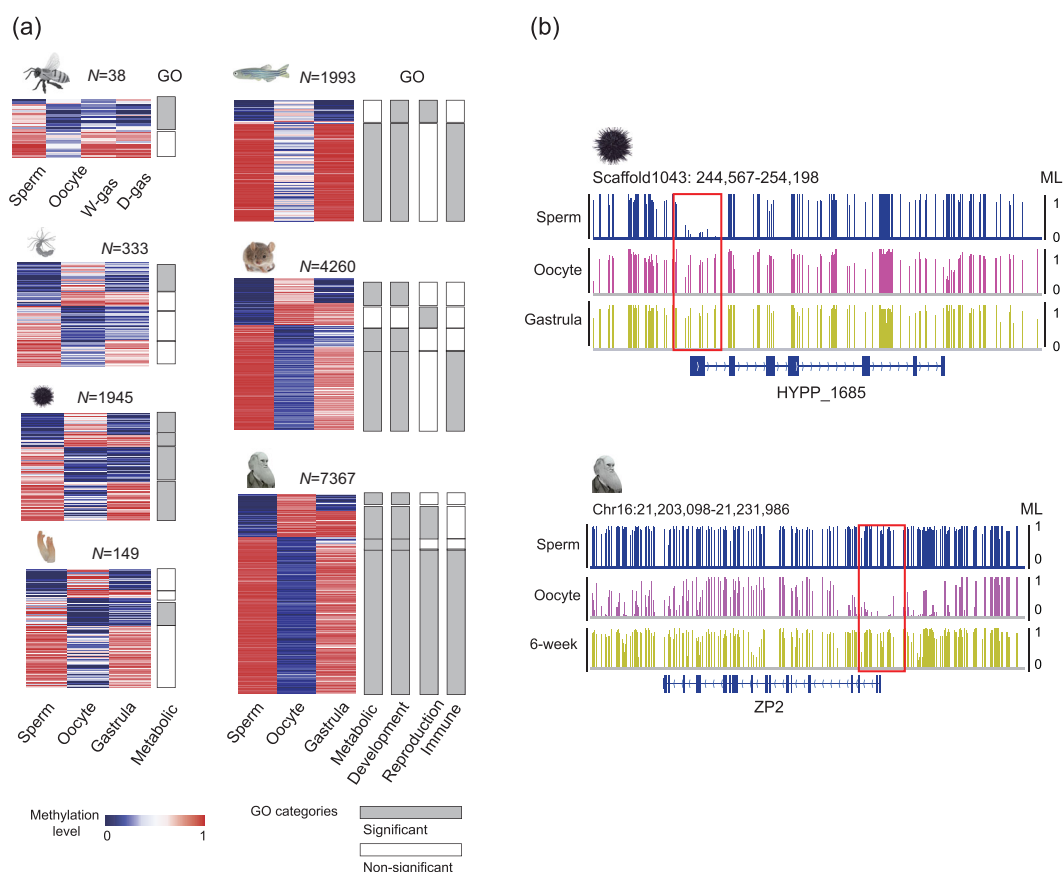 (a)
N=38
GO
Sperm
Oocyte
W-gas
D-gas
N=333
N=1945
N=149
Sperm
Oocyte
Gastrula
Metabolic
N=1993
GO
N=4260
N=7367
Sperm
Oocyte
Gastrula
Metabolic
Development
Reproduction
Immune
Methylation
level
0
1
GO categories
Significant
Non-significant
(b)
Scaffold1043: 244,567-254,198
ML
Sperm
1
0
Oocyte
1
0
Gastrula
1
0
HYPP_1685
Chr16:21,203,098-21,231,986
ML
Sperm
1
0
Oocyte
1
0
6-week
1
0
ZP2